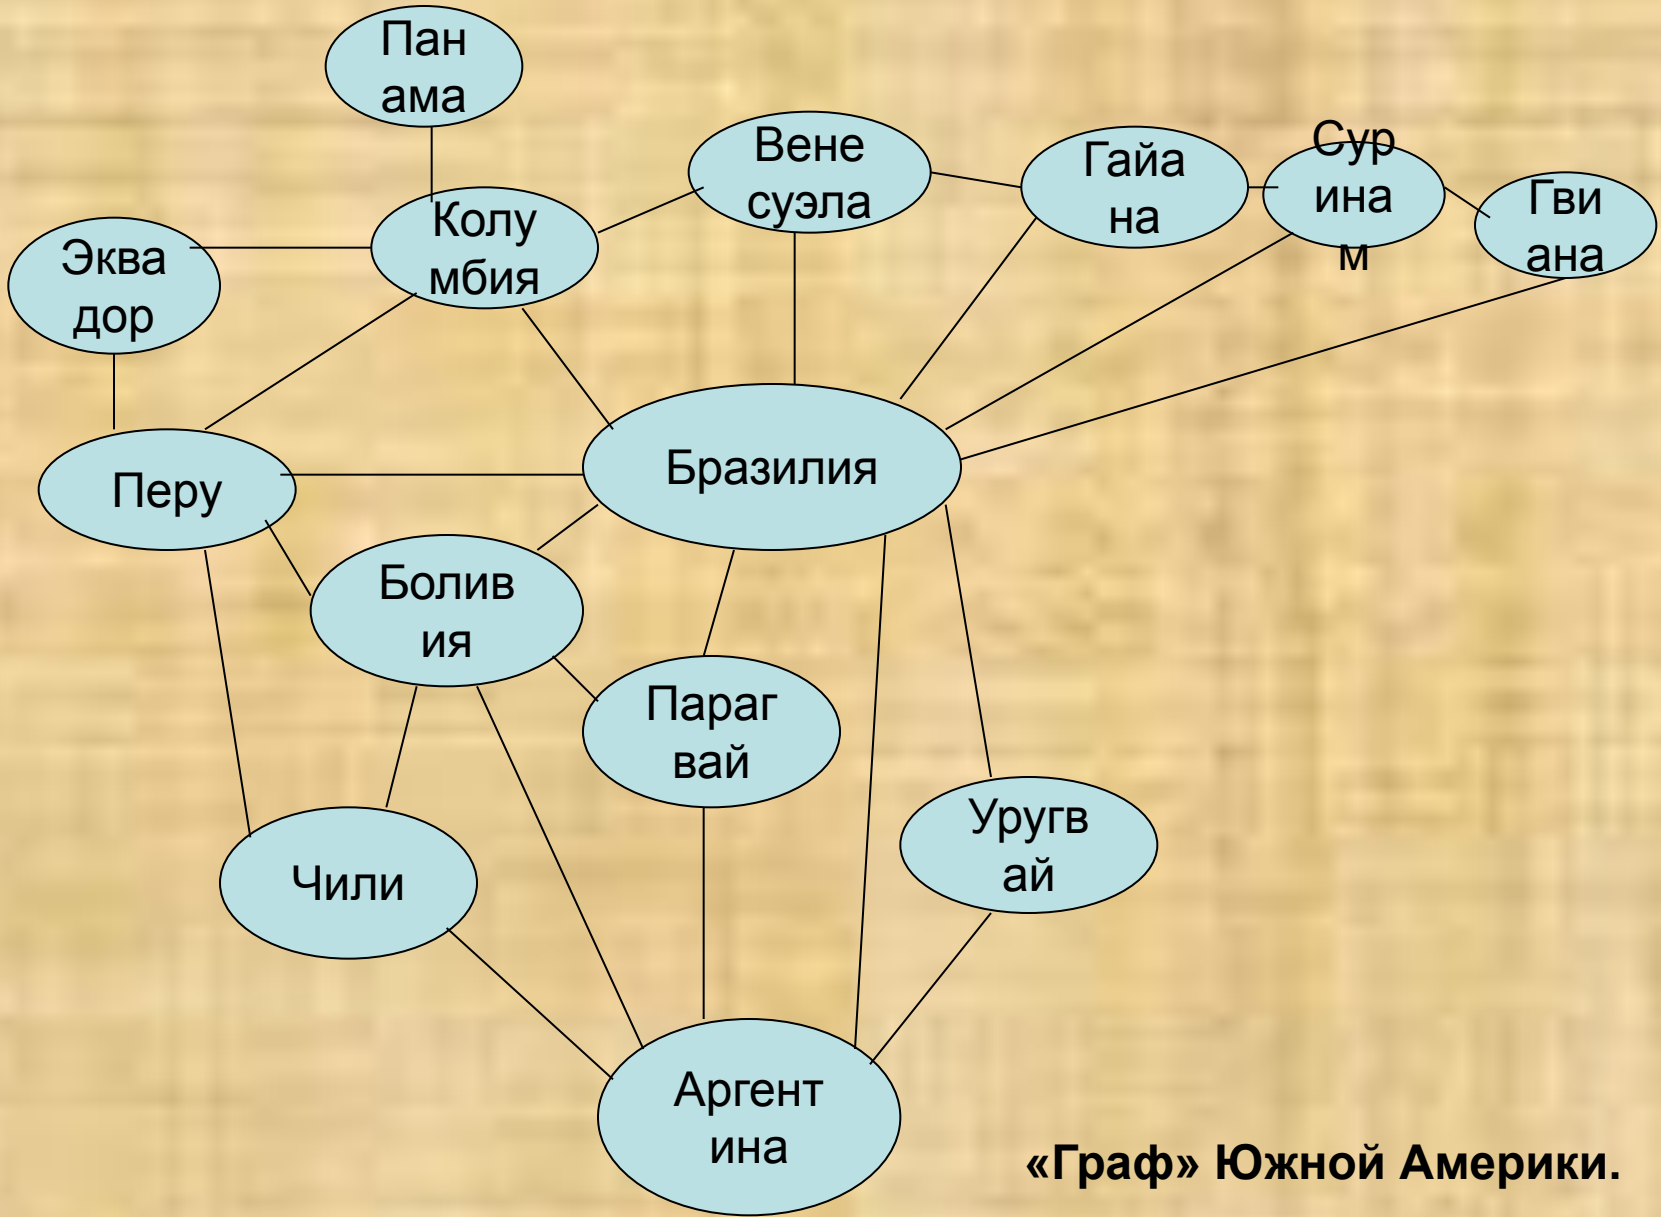 Пан
ама
Вене
суэла
Гайа
на
Сур
ина
м
Гви
ана
Колу
мбия
Эква
дор
Перу
Бразилия
Болив
ия
Параг
вай
Уругв
ай
Чили
Аргент
ина
«Граф» Южной Америки.